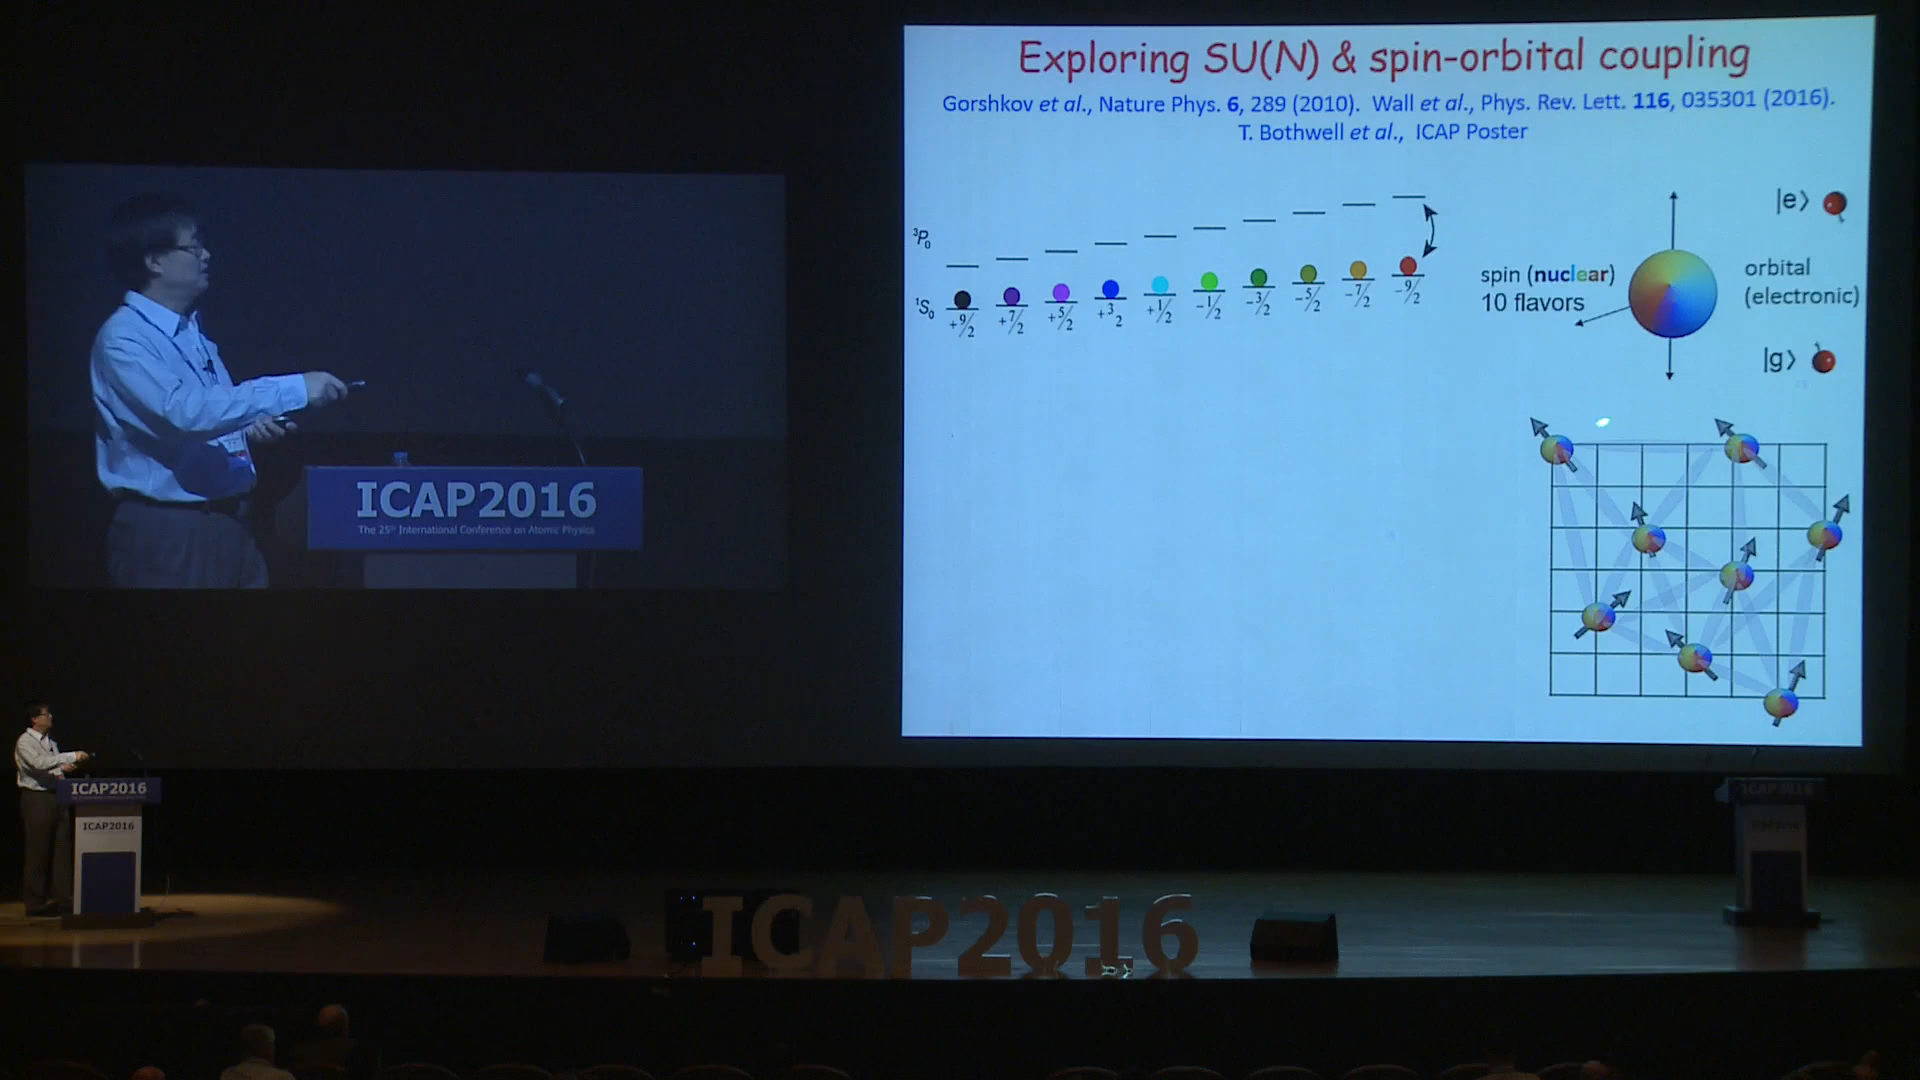 Exploring SU(N) & spin-orbital coupling
Gorshkov et al., Nature Phys. 6, 289 (2010). Wall et al., Phys. Rev. Lett. 116, 035301 (2016).
T. Bothwell et al., ICAP Poster
³P₀
¹S₀
+9/2 +7/2 +5/2 +3 2 +1/2 -1/2 -3/2 -5/2 -7/2 -9/2
|e⟩
spin (nuclear)
10 flavors
orbital
(electronic)
|g⟩
ICAP2016
The 25th International Conference on Atomic Physics
ICAP2016
ICAP2016
ICAP2016
ICAP2016